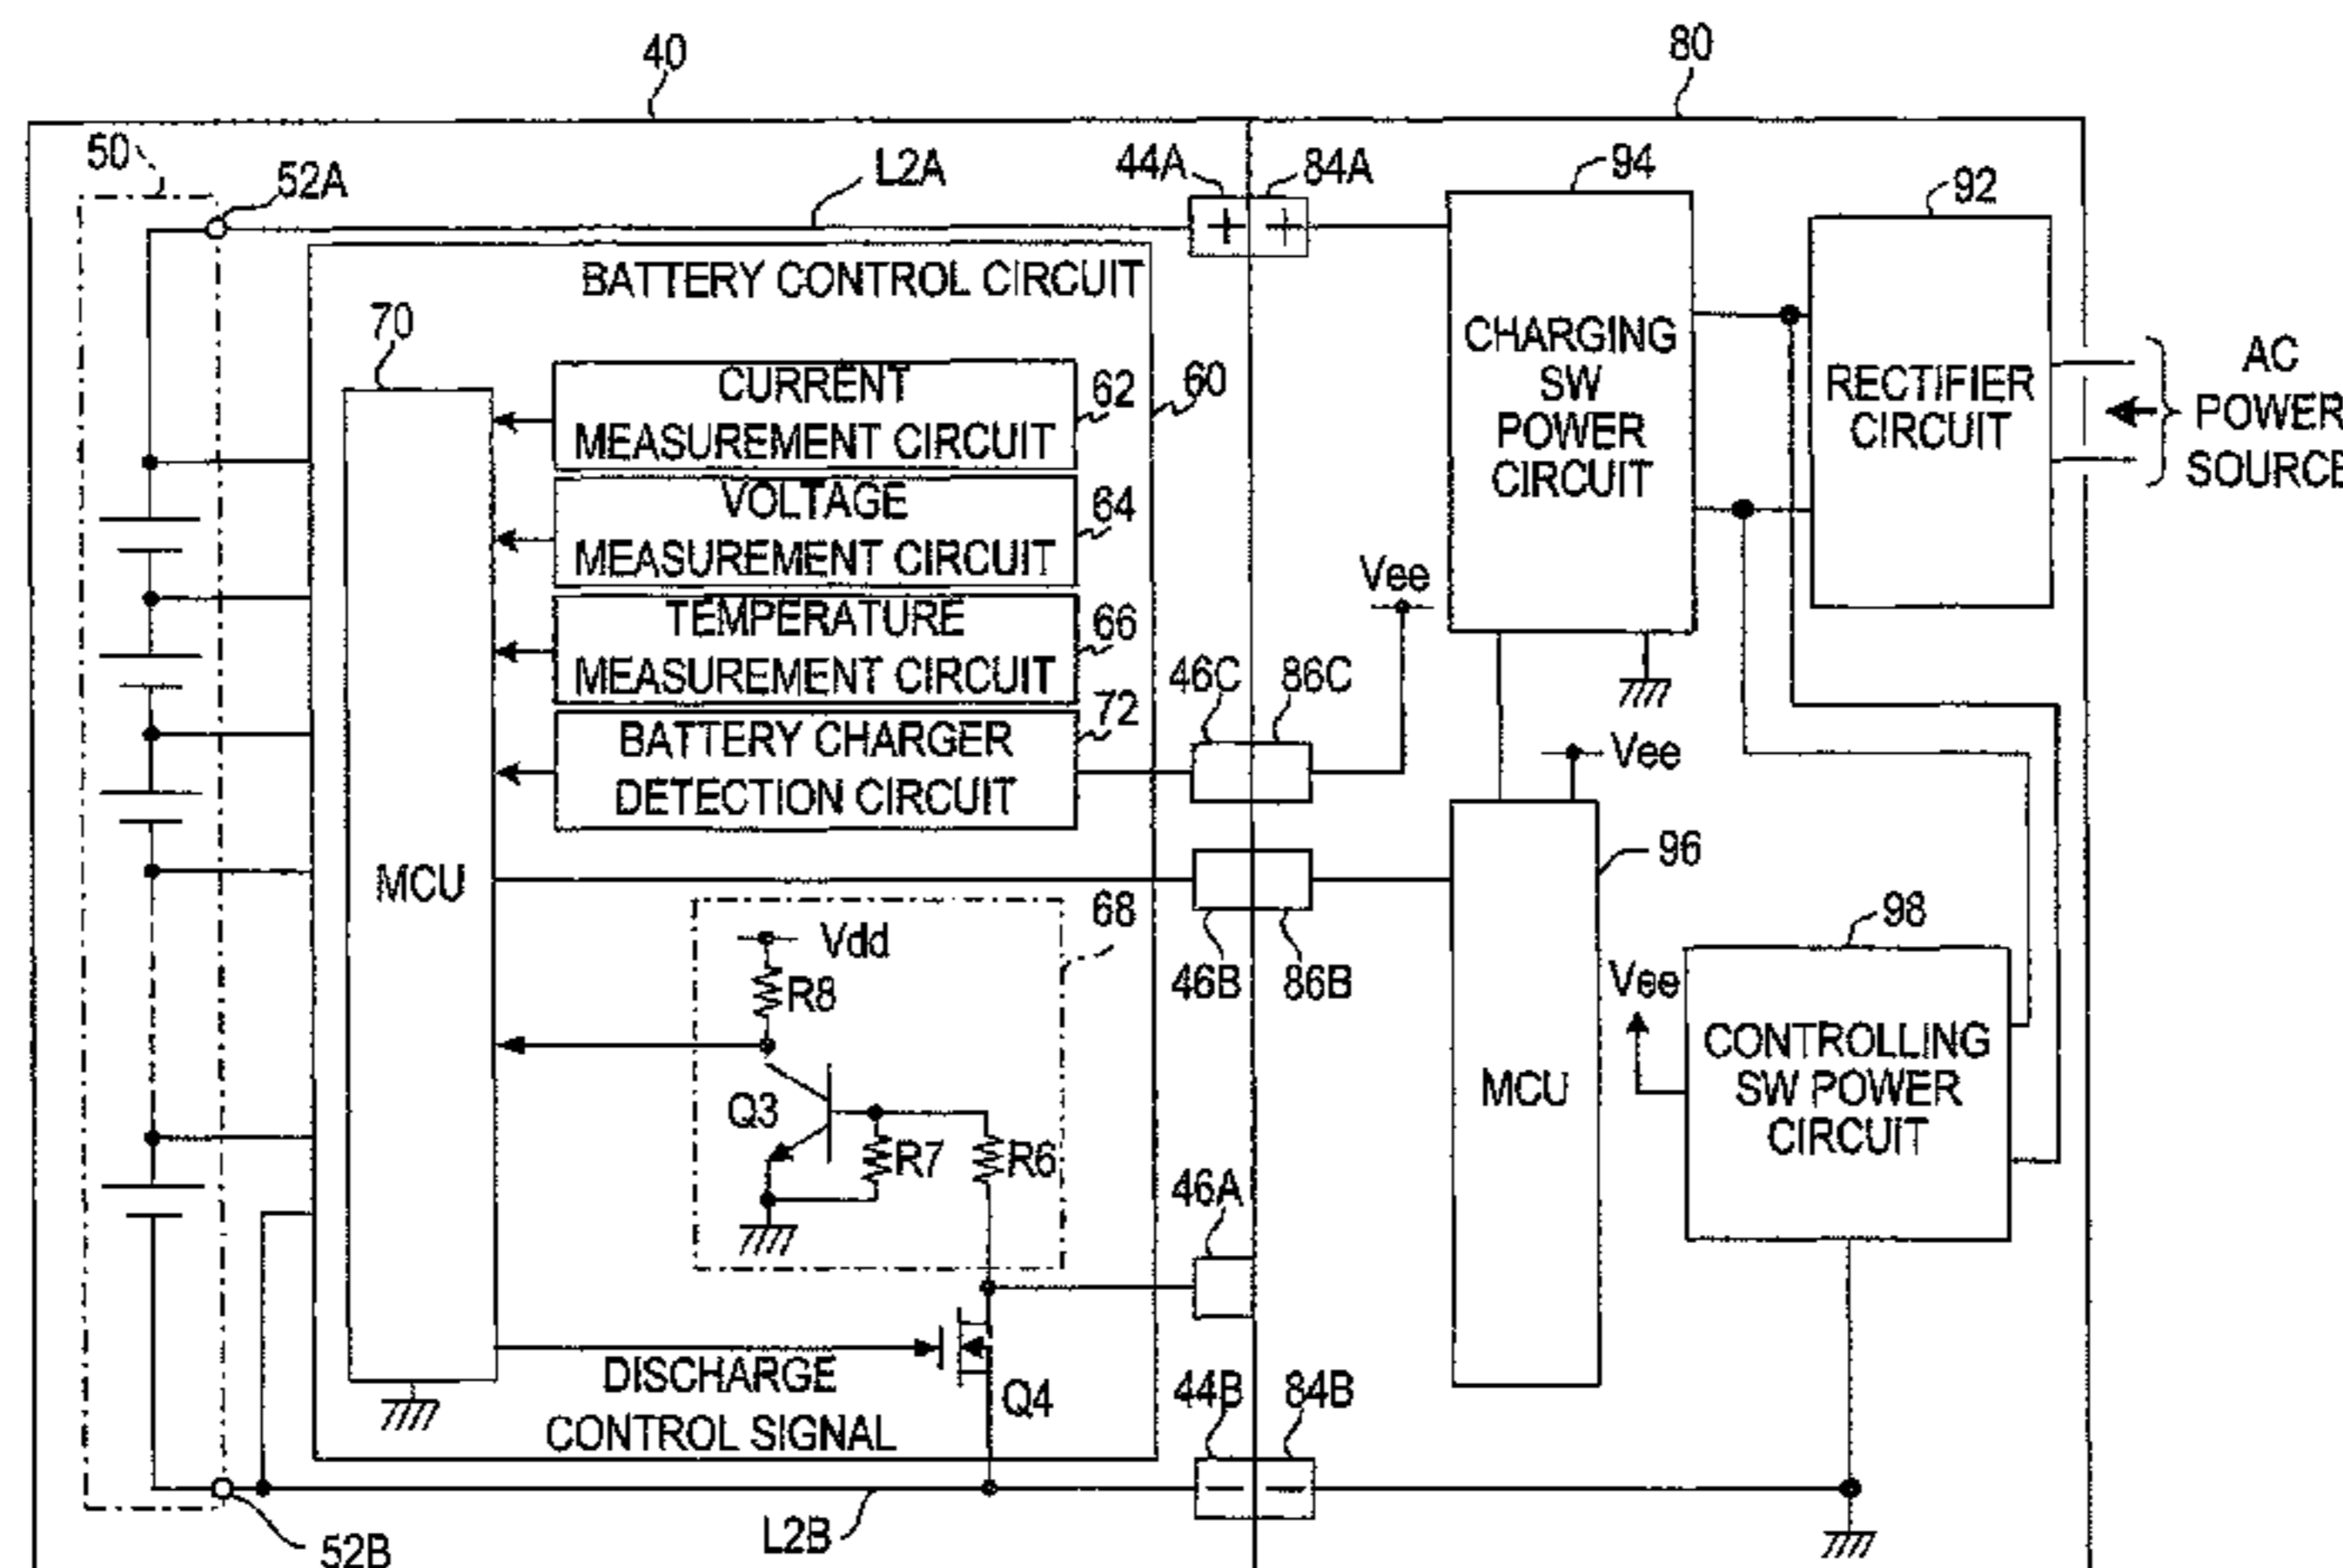 40
80
50
52A
L2A
44A
84A
94
92
BATTERY CONTROL CIRCUIT
70
CURRENT
MEASUREMENT CIRCUIT
62
60
VOLTAGE
MEASUREMENT CIRCUIT
64
TEMPERATURE
MEASUREMENT CIRCUIT
66
BATTERY CHARGER
DETECTION CIRCUIT
72
CHARGING
SW
POWER
CIRCUIT
RECTIFIER
CIRCUIT
AC
POWER
SOURCE
Vee
46C
86C
Vee
MCU
46B
86B
68
Vdd
R8
Q3
R7
R6
46A
96
MCU
98
Vee
CONTROLLING
SW POWER
CIRCUIT
DISCHARGE
CONTROL SIGNAL
Q4
44B
84B
L2B
52B